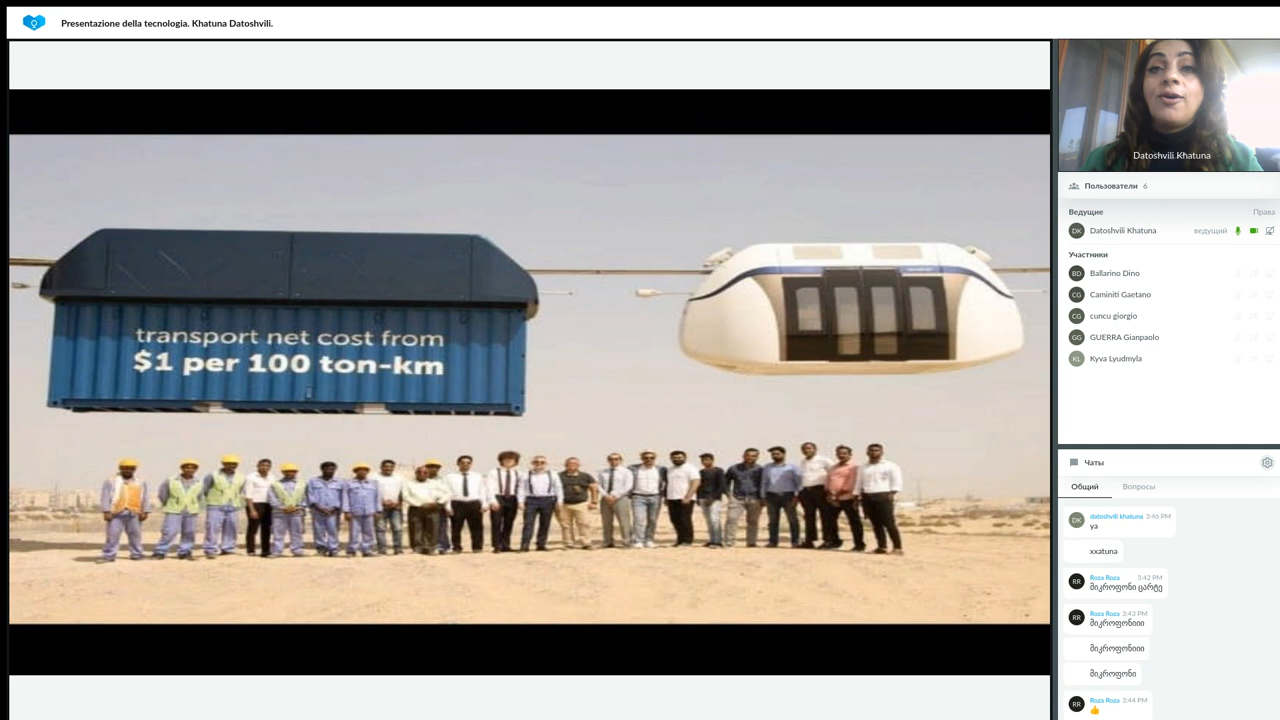 Presentazione della tecnologia. Khatuna Datoshvili.
transport net cost from
$1 per 100 ton-km
Datoshvili Khatuna
Пользователи 6
Ведущие Права
DK Datoshvili Khatuna ведущий
Участники
BD Ballarino Dino
CG Caminiti Gaetano
CG cuncu giorgio
GG GUERRA Gianpaolo
KL Kyva Lyudmyla
Чаты
Общий Вопросы
DK datoshvili khatuna 3:46 PM
ya
xxatuna
RR Roza Roza 3:42 PM
მიკროფონი ცარტე
RR Roza Roza 3:43 PM
მიკროფონიიი
მიკროფონიიი
მიკროფონი
RR Roza Roza 3:44 PM
👍